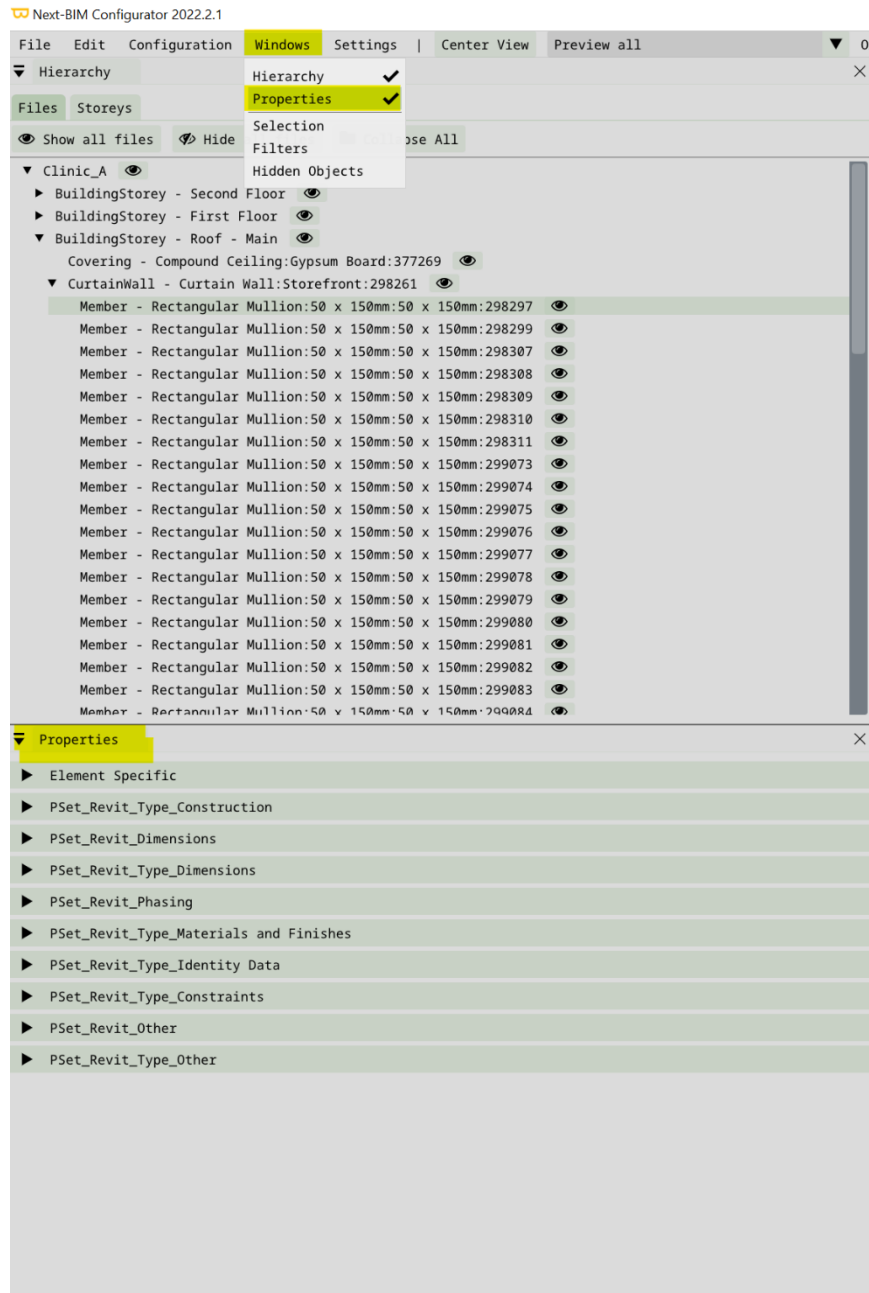 Next-BIM Configurator 2022.2.1
File Edit Configuration Windows Settings | Center View Preview all
Hierarchy
Hierarchy
Properties
Selection
Filters
Hidden Objects
Files Storeys
Show all files Hide All
Clinic_A
BuildingStorey - Second Floor
BuildingStorey - First Floor
BuildingStorey - Roof - Main
Covering - Compound Ceiling:Gypsum Board:377269
CurtainWall - Curtain Wall:Storefront:298261
Member - Rectangular Mullion:50 x 150mm:50 x 150mm:298297
Member - Rectangular Mullion:50 x 150mm:50 x 150mm:298299
Member - Rectangular Mullion:50 x 150mm:50 x 150mm:298307
Member - Rectangular Mullion:50 x 150mm:50 x 150mm:298308
Member - Rectangular Mullion:50 x 150mm:50 x 150mm:298309
Member - Rectangular Mullion:50 x 150mm:50 x 150mm:298310
Member - Rectangular Mullion:50 x 150mm:50 x 150mm:298311
Member - Rectangular Mullion:50 x 150mm:50 x 150mm:299073
Member - Rectangular Mullion:50 x 150mm:50 x 150mm:299074
Member - Rectangular Mullion:50 x 150mm:50 x 150mm:299075
Member - Rectangular Mullion:50 x 150mm:50 x 150mm:299076
Member - Rectangular Mullion:50 x 150mm:50 x 150mm:299077
Member - Rectangular Mullion:50 x 150mm:50 x 150mm:299078
Member - Rectangular Mullion:50 x 150mm:50 x 150mm:299079
Member - Rectangular Mullion:50 x 150mm:50 x 150mm:299080
Member - Rectangular Mullion:50 x 150mm:50 x 150mm:299081
Member - Rectangular Mullion:50 x 150mm:50 x 150mm:299082
Member - Rectangular Mullion:50 x 150mm:50 x 150mm:299083
Member - Rectangular Mullion:50 x 150mm:50 x 150mm:299084
Properties
Element Specific
PSet_Revit_Type_Construction
PSet_Revit_Dimensions
PSet_Revit_Type_Dimensions
PSet_Revit_Phasing
PSet_Revit_Type_Materials and Finishes
PSet_Revit_Type_Identity Data
PSet_Revit_Type_Constraints
PSet_Revit_Other
PSet_Revit_Type_Other